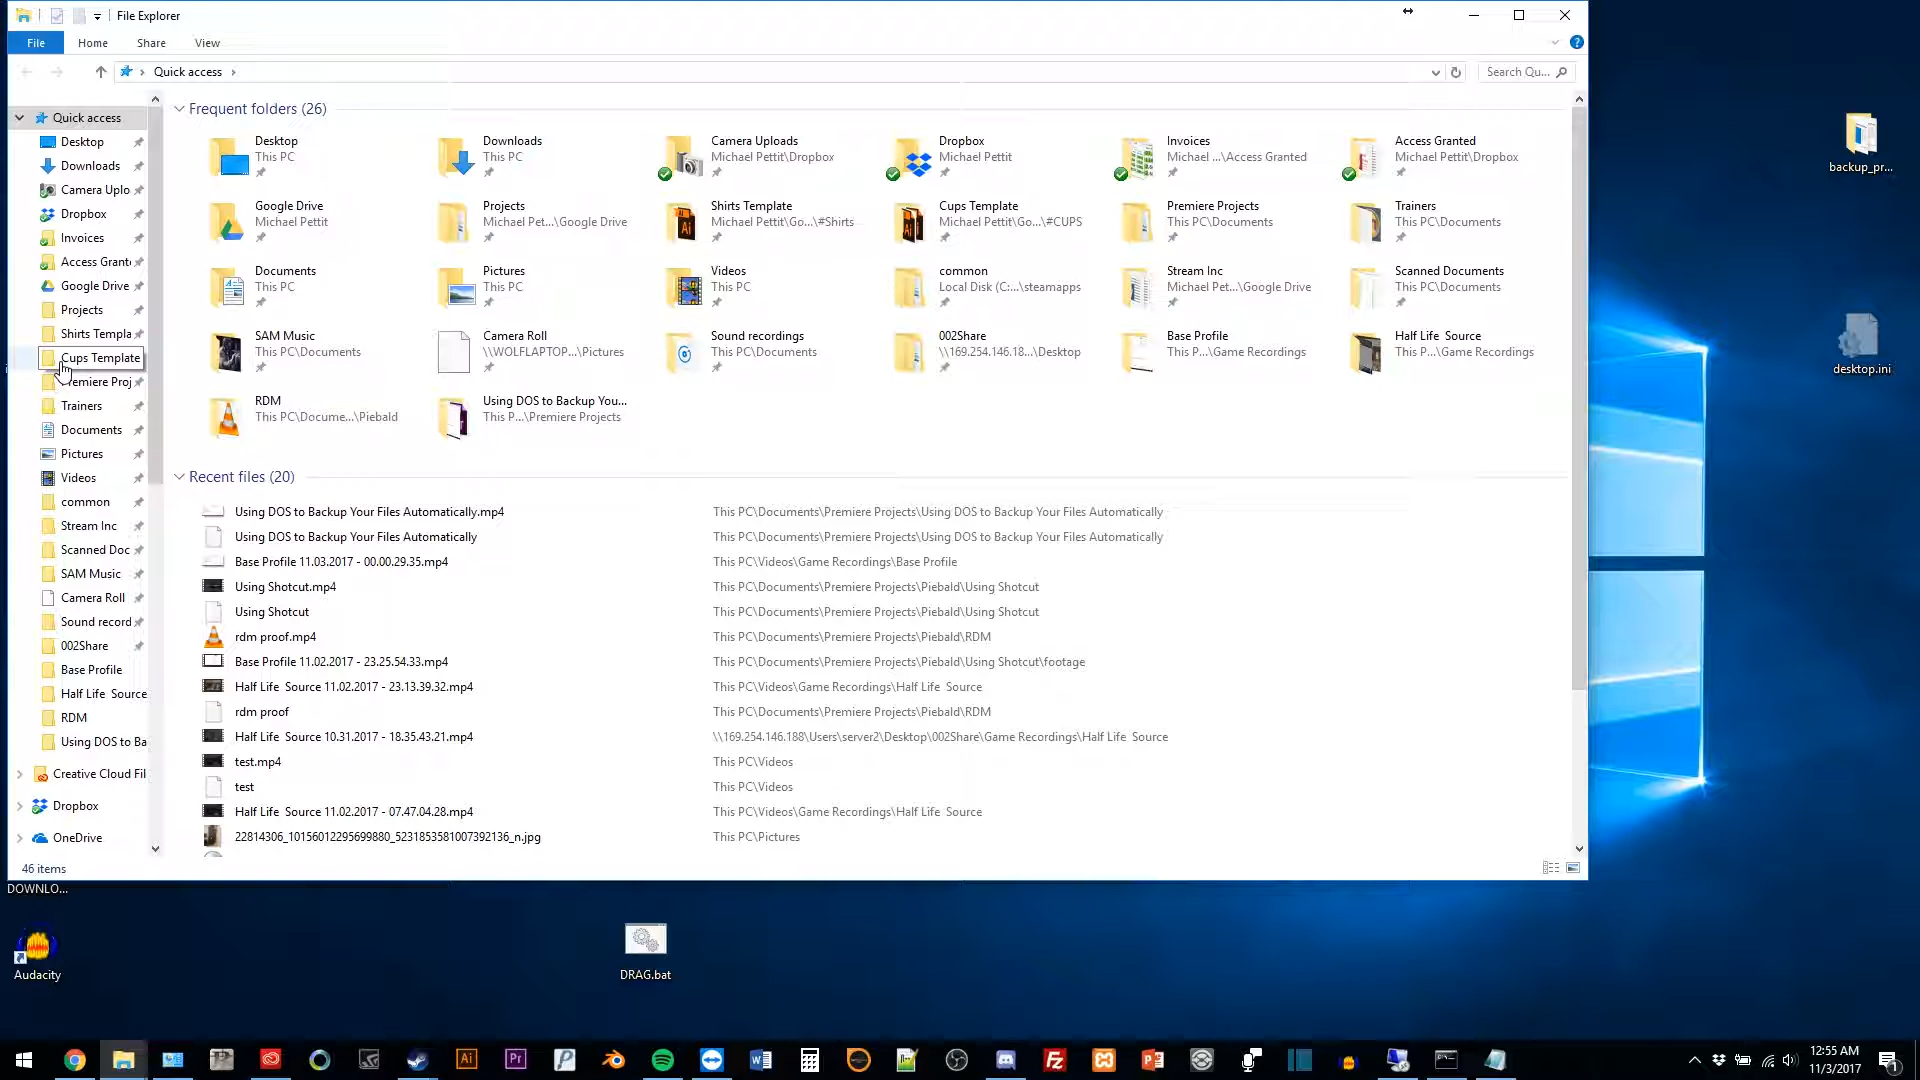 File Explorer
File Home Share View
Quick access
Search Qu...
Quick access
Desktop
Downloads
Camera Uplo
Dropbox
Invoices
Access Grant
Google Drive
Projects
Shirts Templa
Cups Template
Premiere Proj
Trainers
Documents
Pictures
Videos
common
Stream Inc
Scanned Doc
SAM Music
Camera Roll
Sound record
002Share
Base Profile
Half Life  Source
RDM
Using DOS to Ba
Creative Cloud Fil
Dropbox
OneDrive
46 items
Frequent folders (26)
Desktop
This PC
Downloads
This PC
Camera Uploads
Michael Pettit\Dropbox
Dropbox
Michael Pettit
Invoices
Michael ...\Access Granted
Access Granted
Michael Pettit\Dropbox
Google Drive
Michael Pettit
Projects
Michael Pet...\Google Drive
Shirts Template
Michael Pettit\Go...\#Shirts
Cups Template
Michael Pettit\Go...\#CUPS
Premiere Projects
This PC\Documents
Trainers
This PC\Documents
Documents
This PC
Pictures
This PC
Videos
This PC
common
Local Disk (C:...\steamapps
Stream Inc
Michael Pet...\Google Drive
Scanned Documents
This PC\Documents
SAM Music
This PC\Documents
Camera Roll
\\WOLFLAPTOP...\Pictures
Sound recordings
This PC\Documents
002Share
\\169.254.146.18...\Desktop
Base Profile
This P...\Game Recordings
Half Life  Source
This P...\Game Recordings
RDM
This PC\Docume...\Piebald
Using DOS to Backup You...
This P...\Premiere Projects
Recent files (20)
Using DOS to Backup Your Files Automatically.mp4 This PC\Documents\Premiere Projects\Using DOS to Backup Your Files Automatically
Using DOS to Backup Your Files Automatically This PC\Documents\Premiere Projects\Using DOS to Backup Your Files Automatically
Base Profile 11.03.2017 - 00.00.29.35.mp4 This PC\Videos\Game Recordings\Base Profile
Using Shotcut.mp4 This PC\Documents\Premiere Projects\Piebald\Using Shotcut
Using Shotcut This PC\Documents\Premiere Projects\Piebald\Using Shotcut
rdm proof.mp4 This PC\Documents\Premiere Projects\Piebald\RDM
Base Profile 11.02.2017 - 23.25.54.33.mp4 This PC\Documents\Premiere Projects\Piebald\Using Shotcut\footage
Half Life  Source 11.02.2017 - 23.13.39.32.mp4 This PC\Videos\Game Recordings\Half Life  Source
rdm proof This PC\Documents\Premiere Projects\Piebald\RDM
Half Life  Source 10.31.2017 - 18.35.43.21.mp4 \\169.254.146.188\Users\server2\Desktop\002Share\Game Recordings\Half Life  Source
test.mp4 This PC\Videos
test This PC\Videos
Half Life  Source 11.02.2017 - 07.47.04.28.mp4 This PC\Videos\Game Recordings\Half Life  Source
22814306_10156012295699880_5231853581007392136_n.jpg This PC\Pictures
backup_pr...
desktop.ini
DOWNLO...
Audacity
DRAG.bat
Ai
Pr
12:55 AM
11/3/2017
1